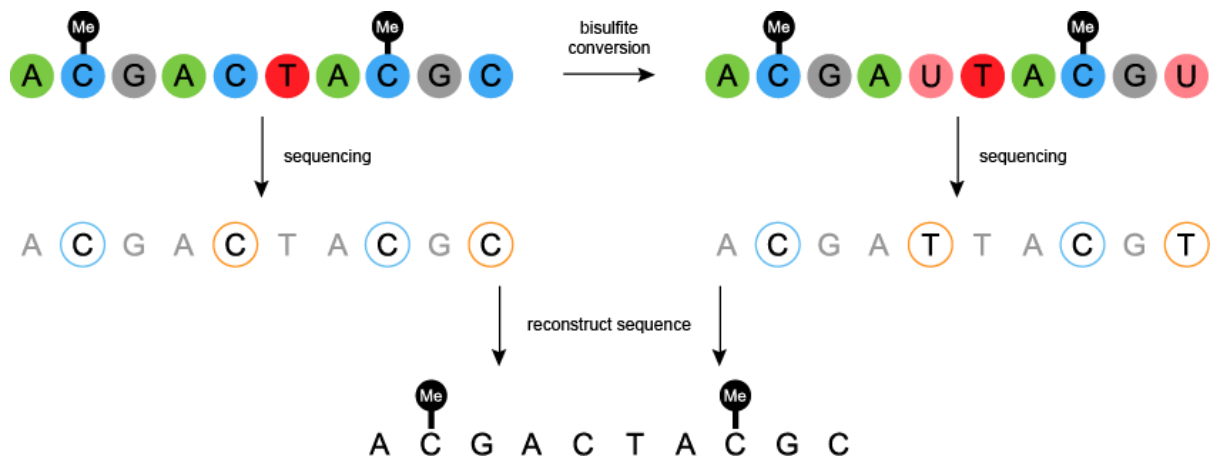 Me Me Me Me
bisulfite
conversion
A C G A C T A C G C
A C G A U T A C G U
sequencing sequencing
A C G A C T A C G C
A C G A T T A C G T
reconstruct sequence
Me Me
A C G A C T A C G C